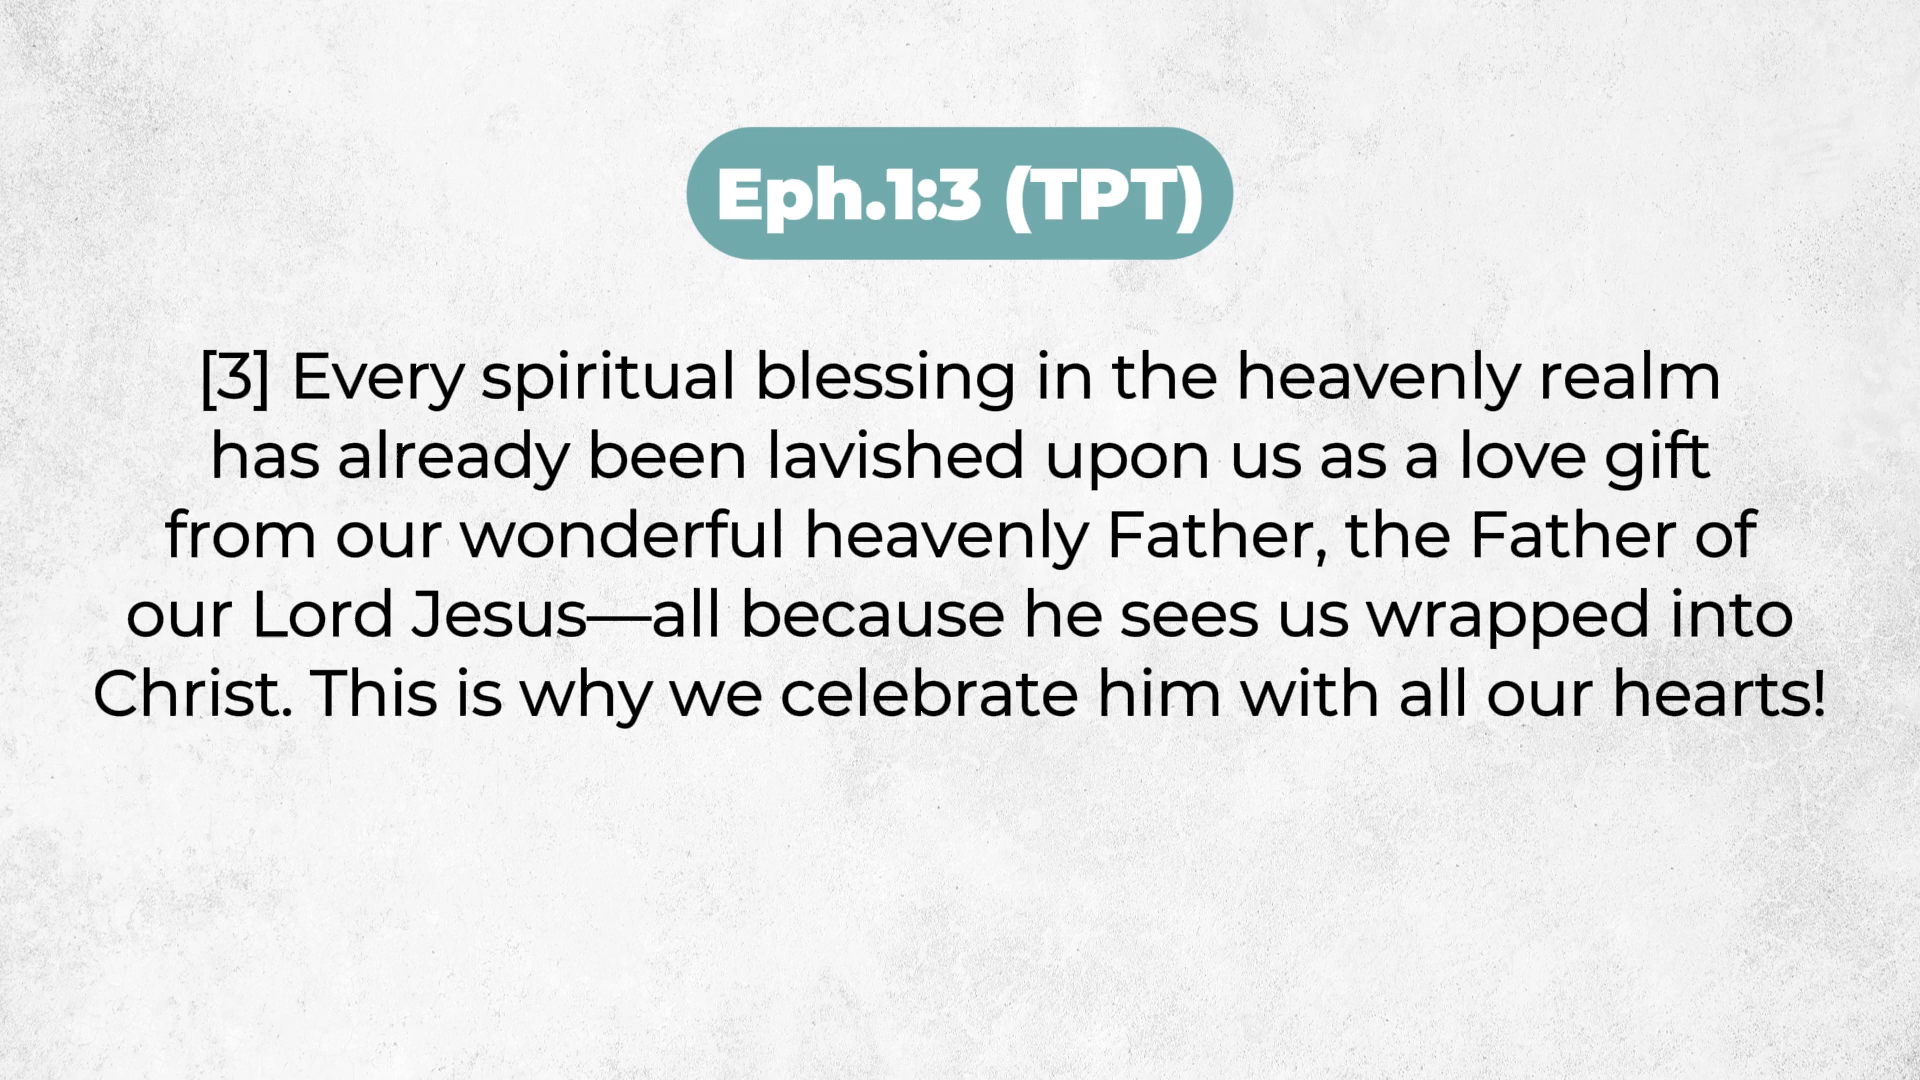 Eph.1:3 (TPT)
[3] Every spiritual blessing in the heavenly realm
has already been lavished upon us as a love gift
from our wonderful heavenly Father, the Father of
our Lord Jesus—all because he sees us wrapped into
Christ. This is why we celebrate him with all our hearts!